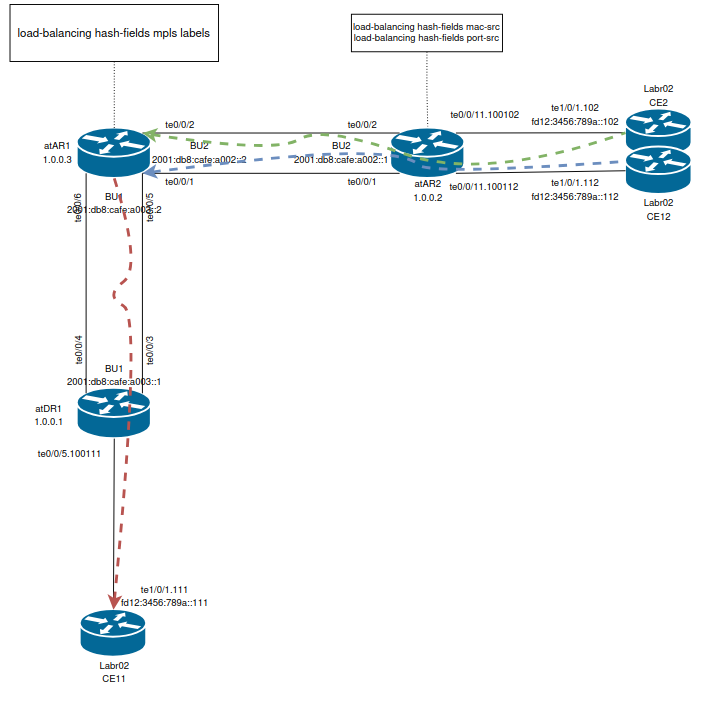 load-balancing hash-fields mpls labels
load-balancing hash-fields mac-src
load-balancing hash-fields port-src
Labr02
CE2
te0/0/2
te0/0/2
te0/0/11.100102
te1/0/1.102
fd12:3456:789a::102
atAR1
1.0.0.3
BU2
2001:db8:cafe:a002::2
BU2
2001:db8:cafe:a002::1
te0/0/1
te0/0/1
atAR2
1.0.0.2
te0/0/11.100112
te1/0/1.112
fd12:3456:789a::112
Labr02
CE12
te0/0/6
te0/0/5
BU1
2001:db8:cafe:a003::2
te0/0/4
te0/0/3
BU1
2001:db8:cafe:a003::1
atDR1
1.0.0.1
te0/0/5.100111
te1/0/1.111
fd12:3456:789a::111
Labr02
CE11